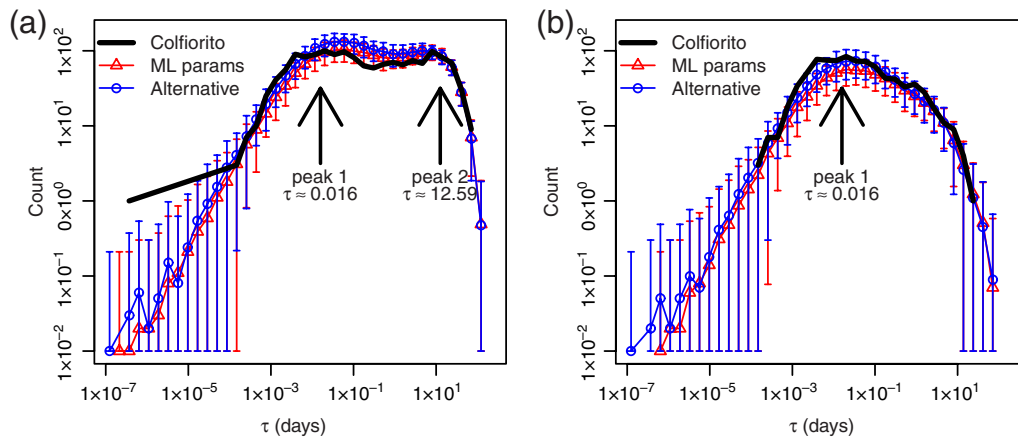 (a)
Colfiorito
ML params
Alternative
peak 1
τ ≈ 0.016
peak 2
τ ≈ 12.59
Count
1×10⁻² 1×10⁻¹ 0×10⁰ 1×10¹ 1×10²
1×10⁻⁷ 1×10⁻⁵ 1×10⁻³ 1×10⁻¹ 1×10¹
τ (days)
(b)
Colfiorito
ML params
Alternative
peak 1
τ ≈ 0.016
Count
1×10⁻² 1×10⁻¹ 0×10⁰ 1×10¹ 1×10²
1×10⁻⁷ 1×10⁻⁵ 1×10⁻³ 1×10⁻¹ 1×10¹
τ (days)